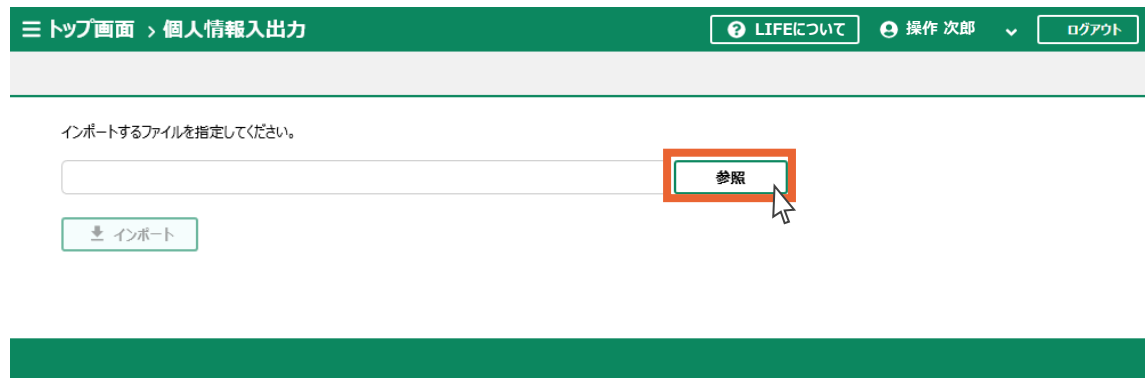 トップ画面 > 個人情報入出力
LIFEについて
操作 次郎
ログアウト
インポートするファイルを指定してください。
参照
インポート